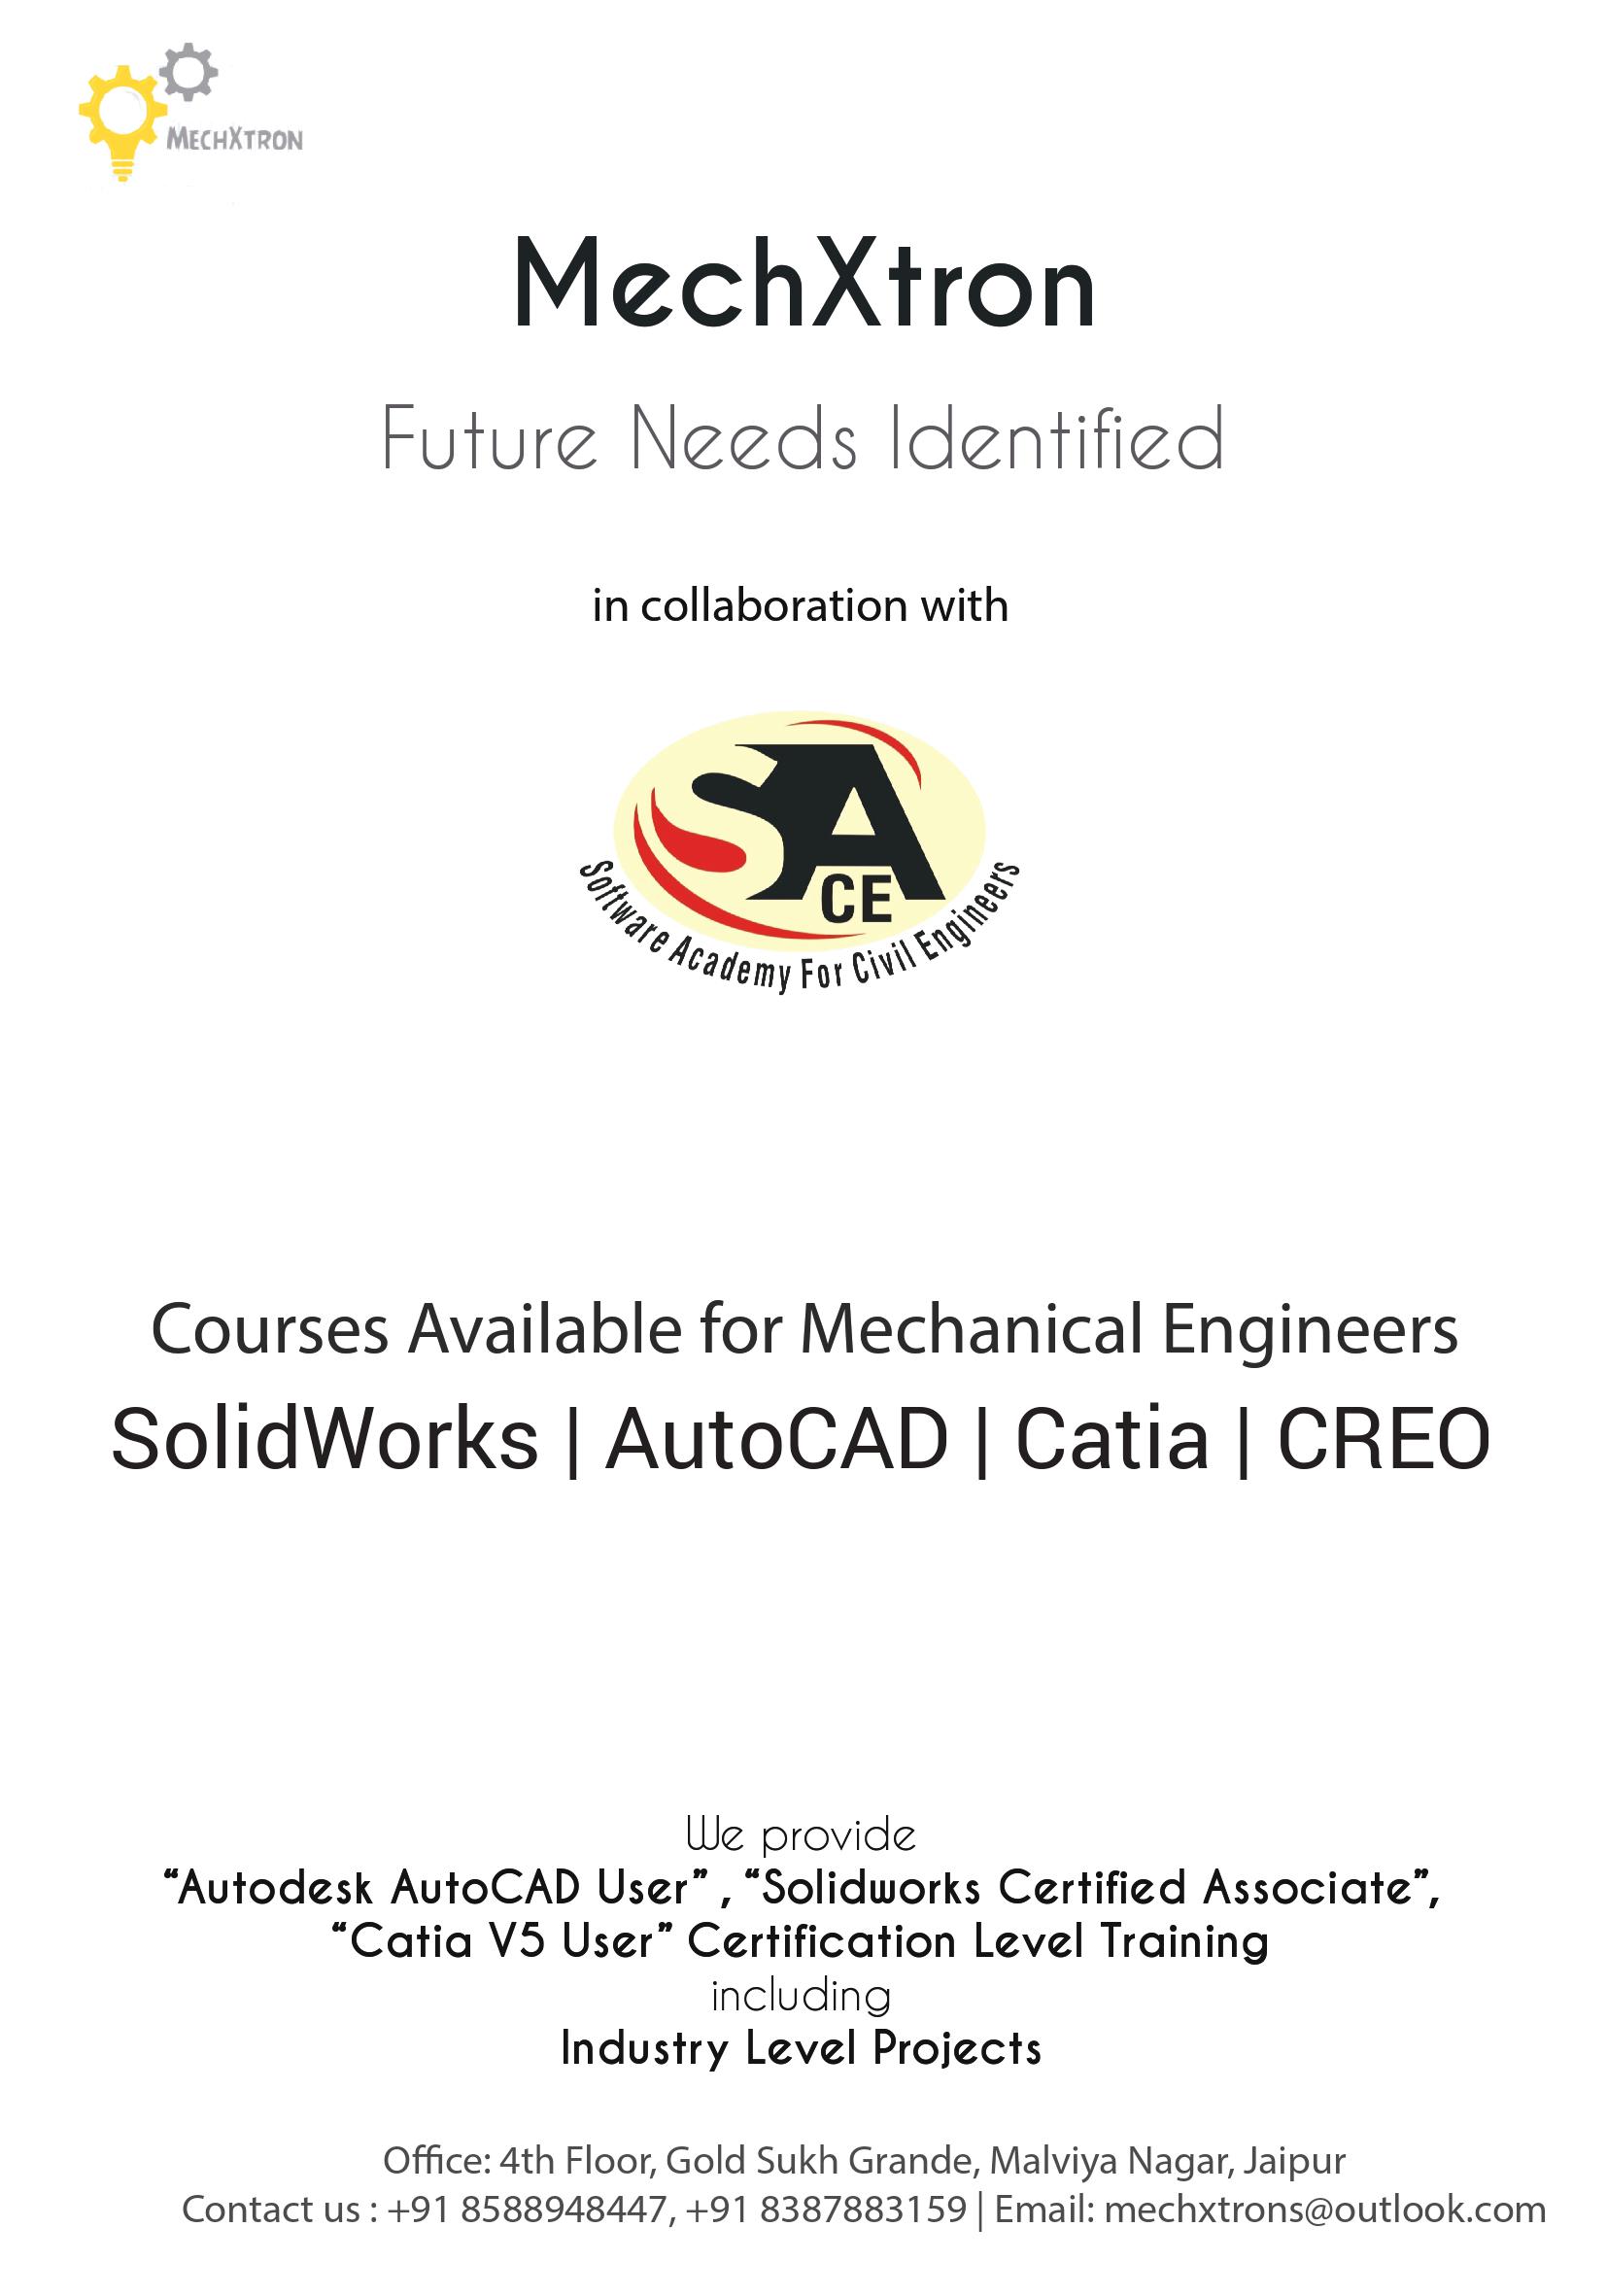 MechXtron
MechXtron
Future Needs Identified
in collaboration with
SA
CE
Software Academy For Civil Engineers
Courses Available for Mechanical Engineers
SolidWorks | AutoCAD | Catia | CREO
We provide
“Autodesk AutoCAD User” , “Solidworks Certified Associate”,
“Catia V5 User” Certification Level Training
including
Industry Level Projects
Office: 4th Floor, Gold Sukh Grande, Malviya Nagar, Jaipur
Contact us : +91 8588948447, +91 8387883159 | Email: mechxtrons@outlook.com